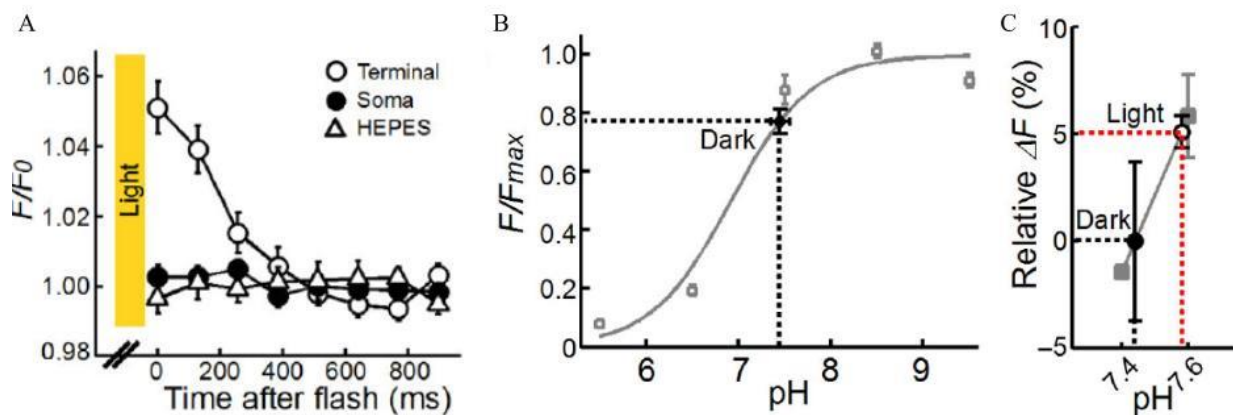 A
F/F0
1.06
1.04
1.02
1.00
0.98
Light
Terminal
Soma
HEPES
0 200 400 600 800
Time after flash (ms)
B
F/Fmax
1.0
0.8
0.6
0.4
0.2
0
Dark
6 7 8 9
pH
C
Relative ΔF (%)
10
5
0
–5
Light
Dark
7.4 7.6
pH